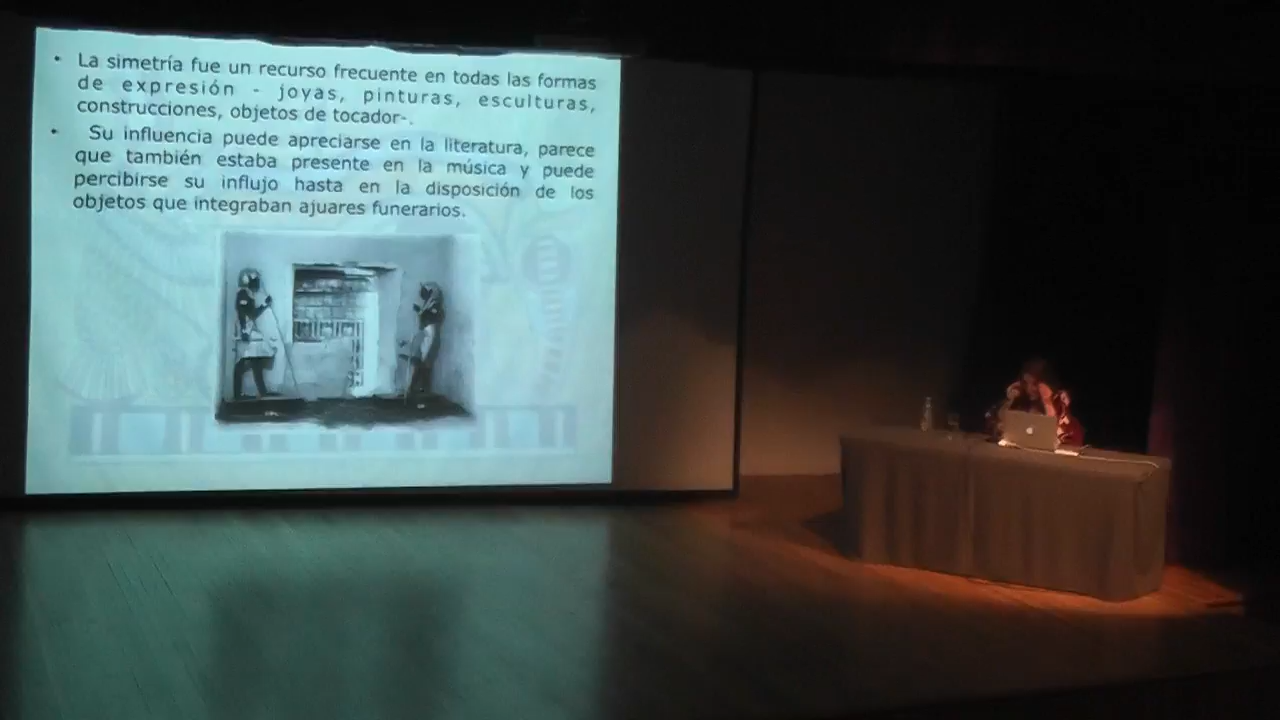 • La simetría fue un recurso frecuente en todas las formas
de expresión - joyas, pinturas, esculturas,
construcciones, objetos de tocador-.
• Su influencia puede apreciarse en la literatura, parece
que también estaba presente en la música y puede
percibirse su influjo hasta en la disposición de los
objetos que integraban ajuares funerarios.